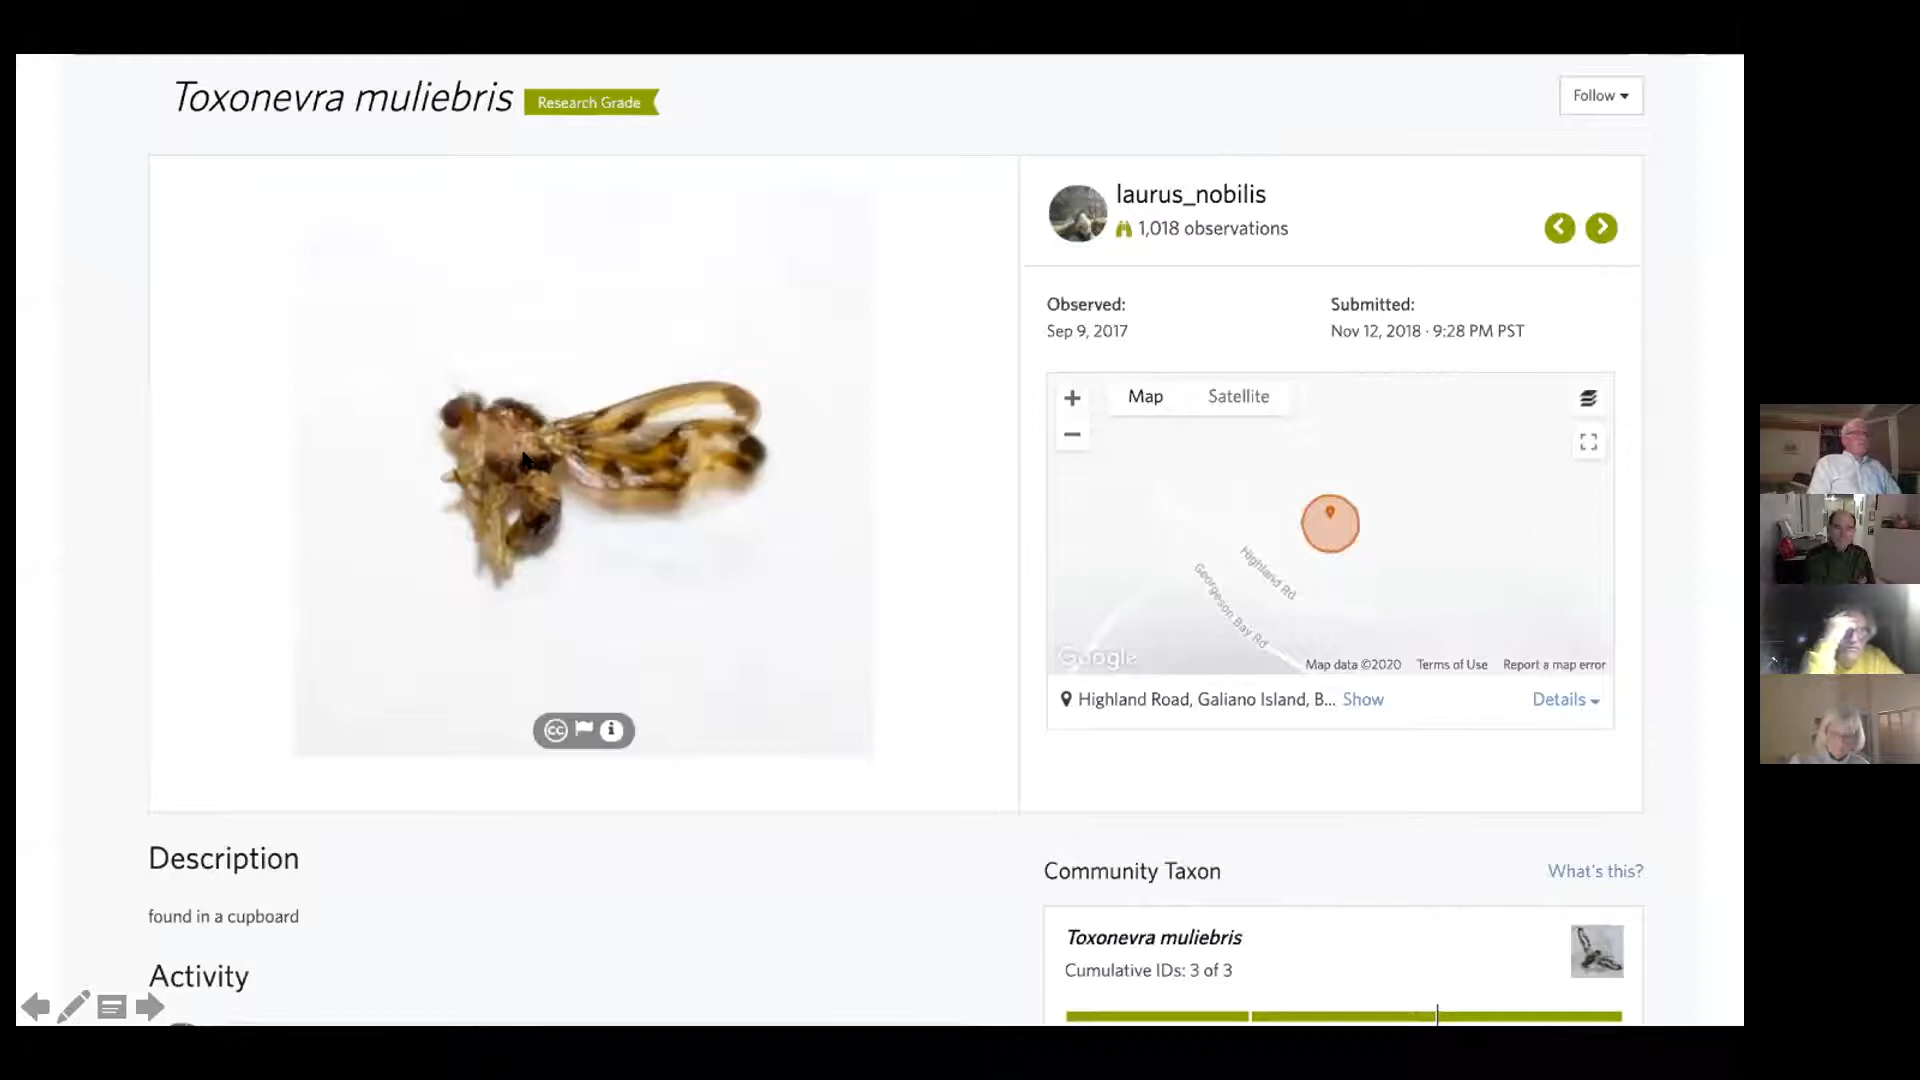 Toxonevra muliebris
Research Grade
Follow
laurus_nobilis
1,018 observations
Observed:
Submitted:
Sep 9, 2017
Nov 12, 2018 · 9:28 PM PST
+
Map
Satellite
−
Highland Rd
Georgeson Bay Rd
Google
Map data ©2020
Terms of Use
Report a map error
Highland Road, Galiano Island, B... Show
Details
cc
i
Description
found in a cupboard
Activity
Community Taxon
What's this?
Toxonevra muliebris
Cumulative IDs: 3 of 3